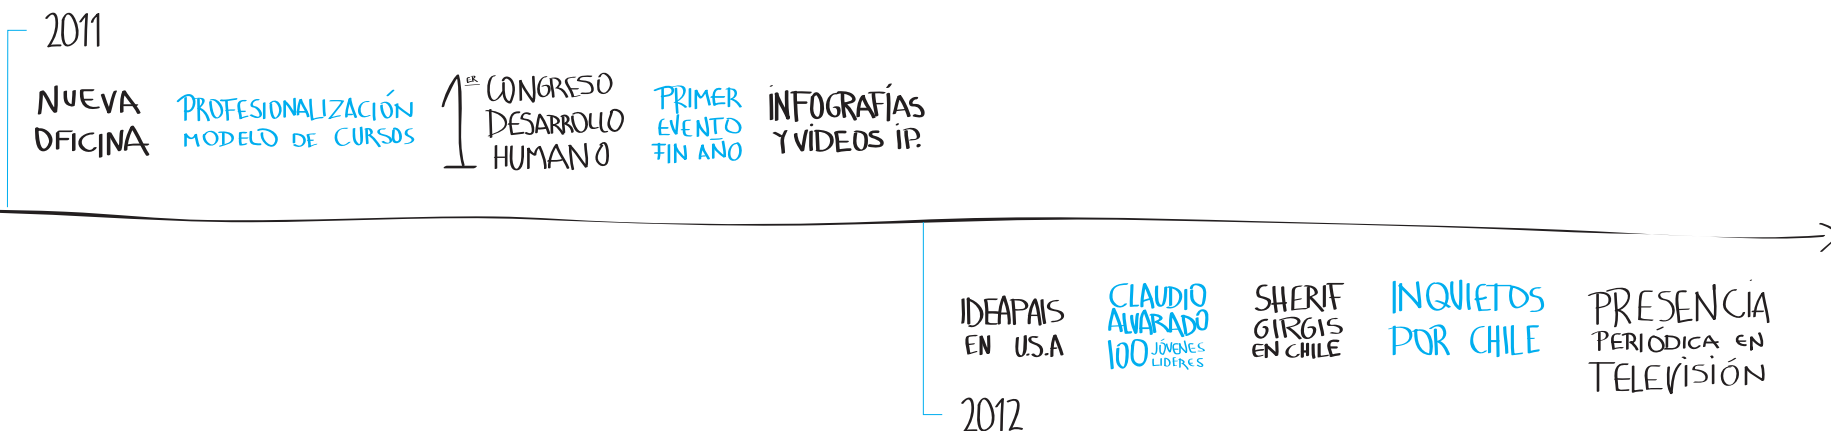 2011
NUEVA
OFICINA
PROFESIONALIZACIÓN
MODELO DE CURSOS
1ER CONGRESO
DESARROLLO
HUMANO
PRIMER
EVENTO
FIN AÑO
INFOGRAFÍAS
Y VIDEOS IP.
IDEAPAIS
EN U.S.A
CLAUDIO
ALVARADO
100 JÓVENES
LIDERES
SHERIF
GIRGIS
EN CHILE
INQUIETOS
POR CHILE
PRESENCIA
PERIÓDICA EN
TELEVISIÓN
2012